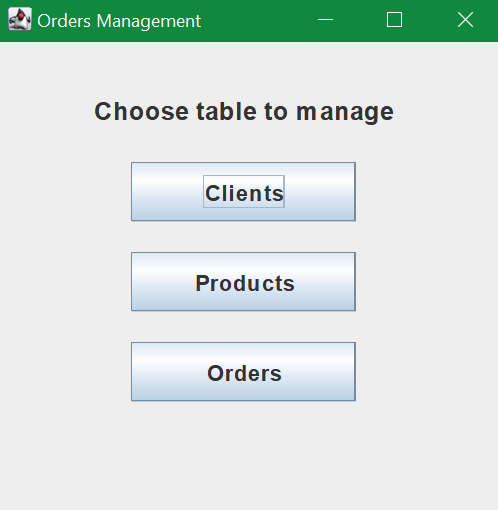 Orders Management
Choose table to manage
Clients
Products
Orders